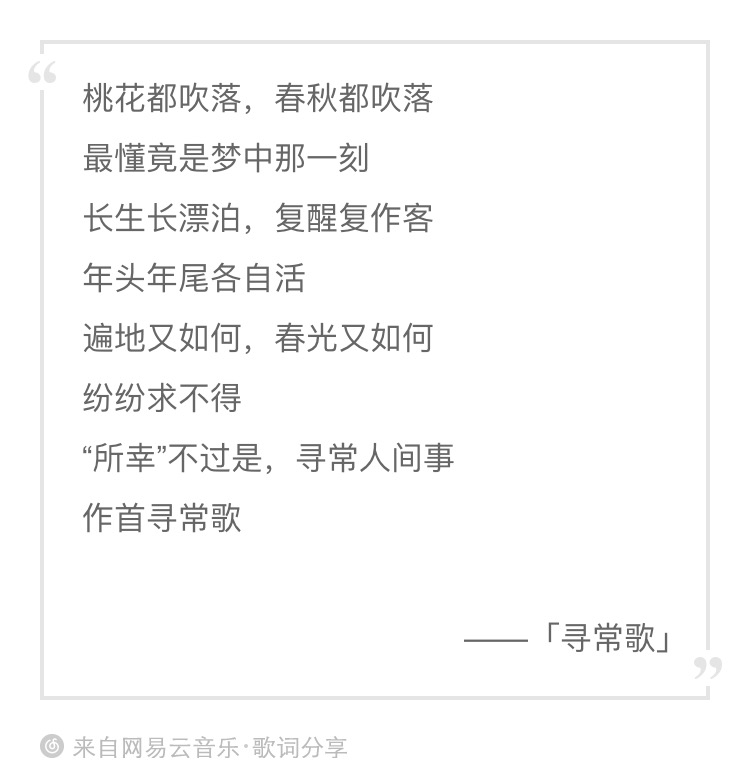 桃花都吹落，春秋都吹落
最懂竟是梦中那一刻
长生长漂泊，复醒复作客
年头年尾各自活
遍地又如何，春光又如何
纷纷求不得
“所幸”不过是，寻常人间事
作首寻常歌
——「寻常歌」
来自网易云音乐·歌词分享